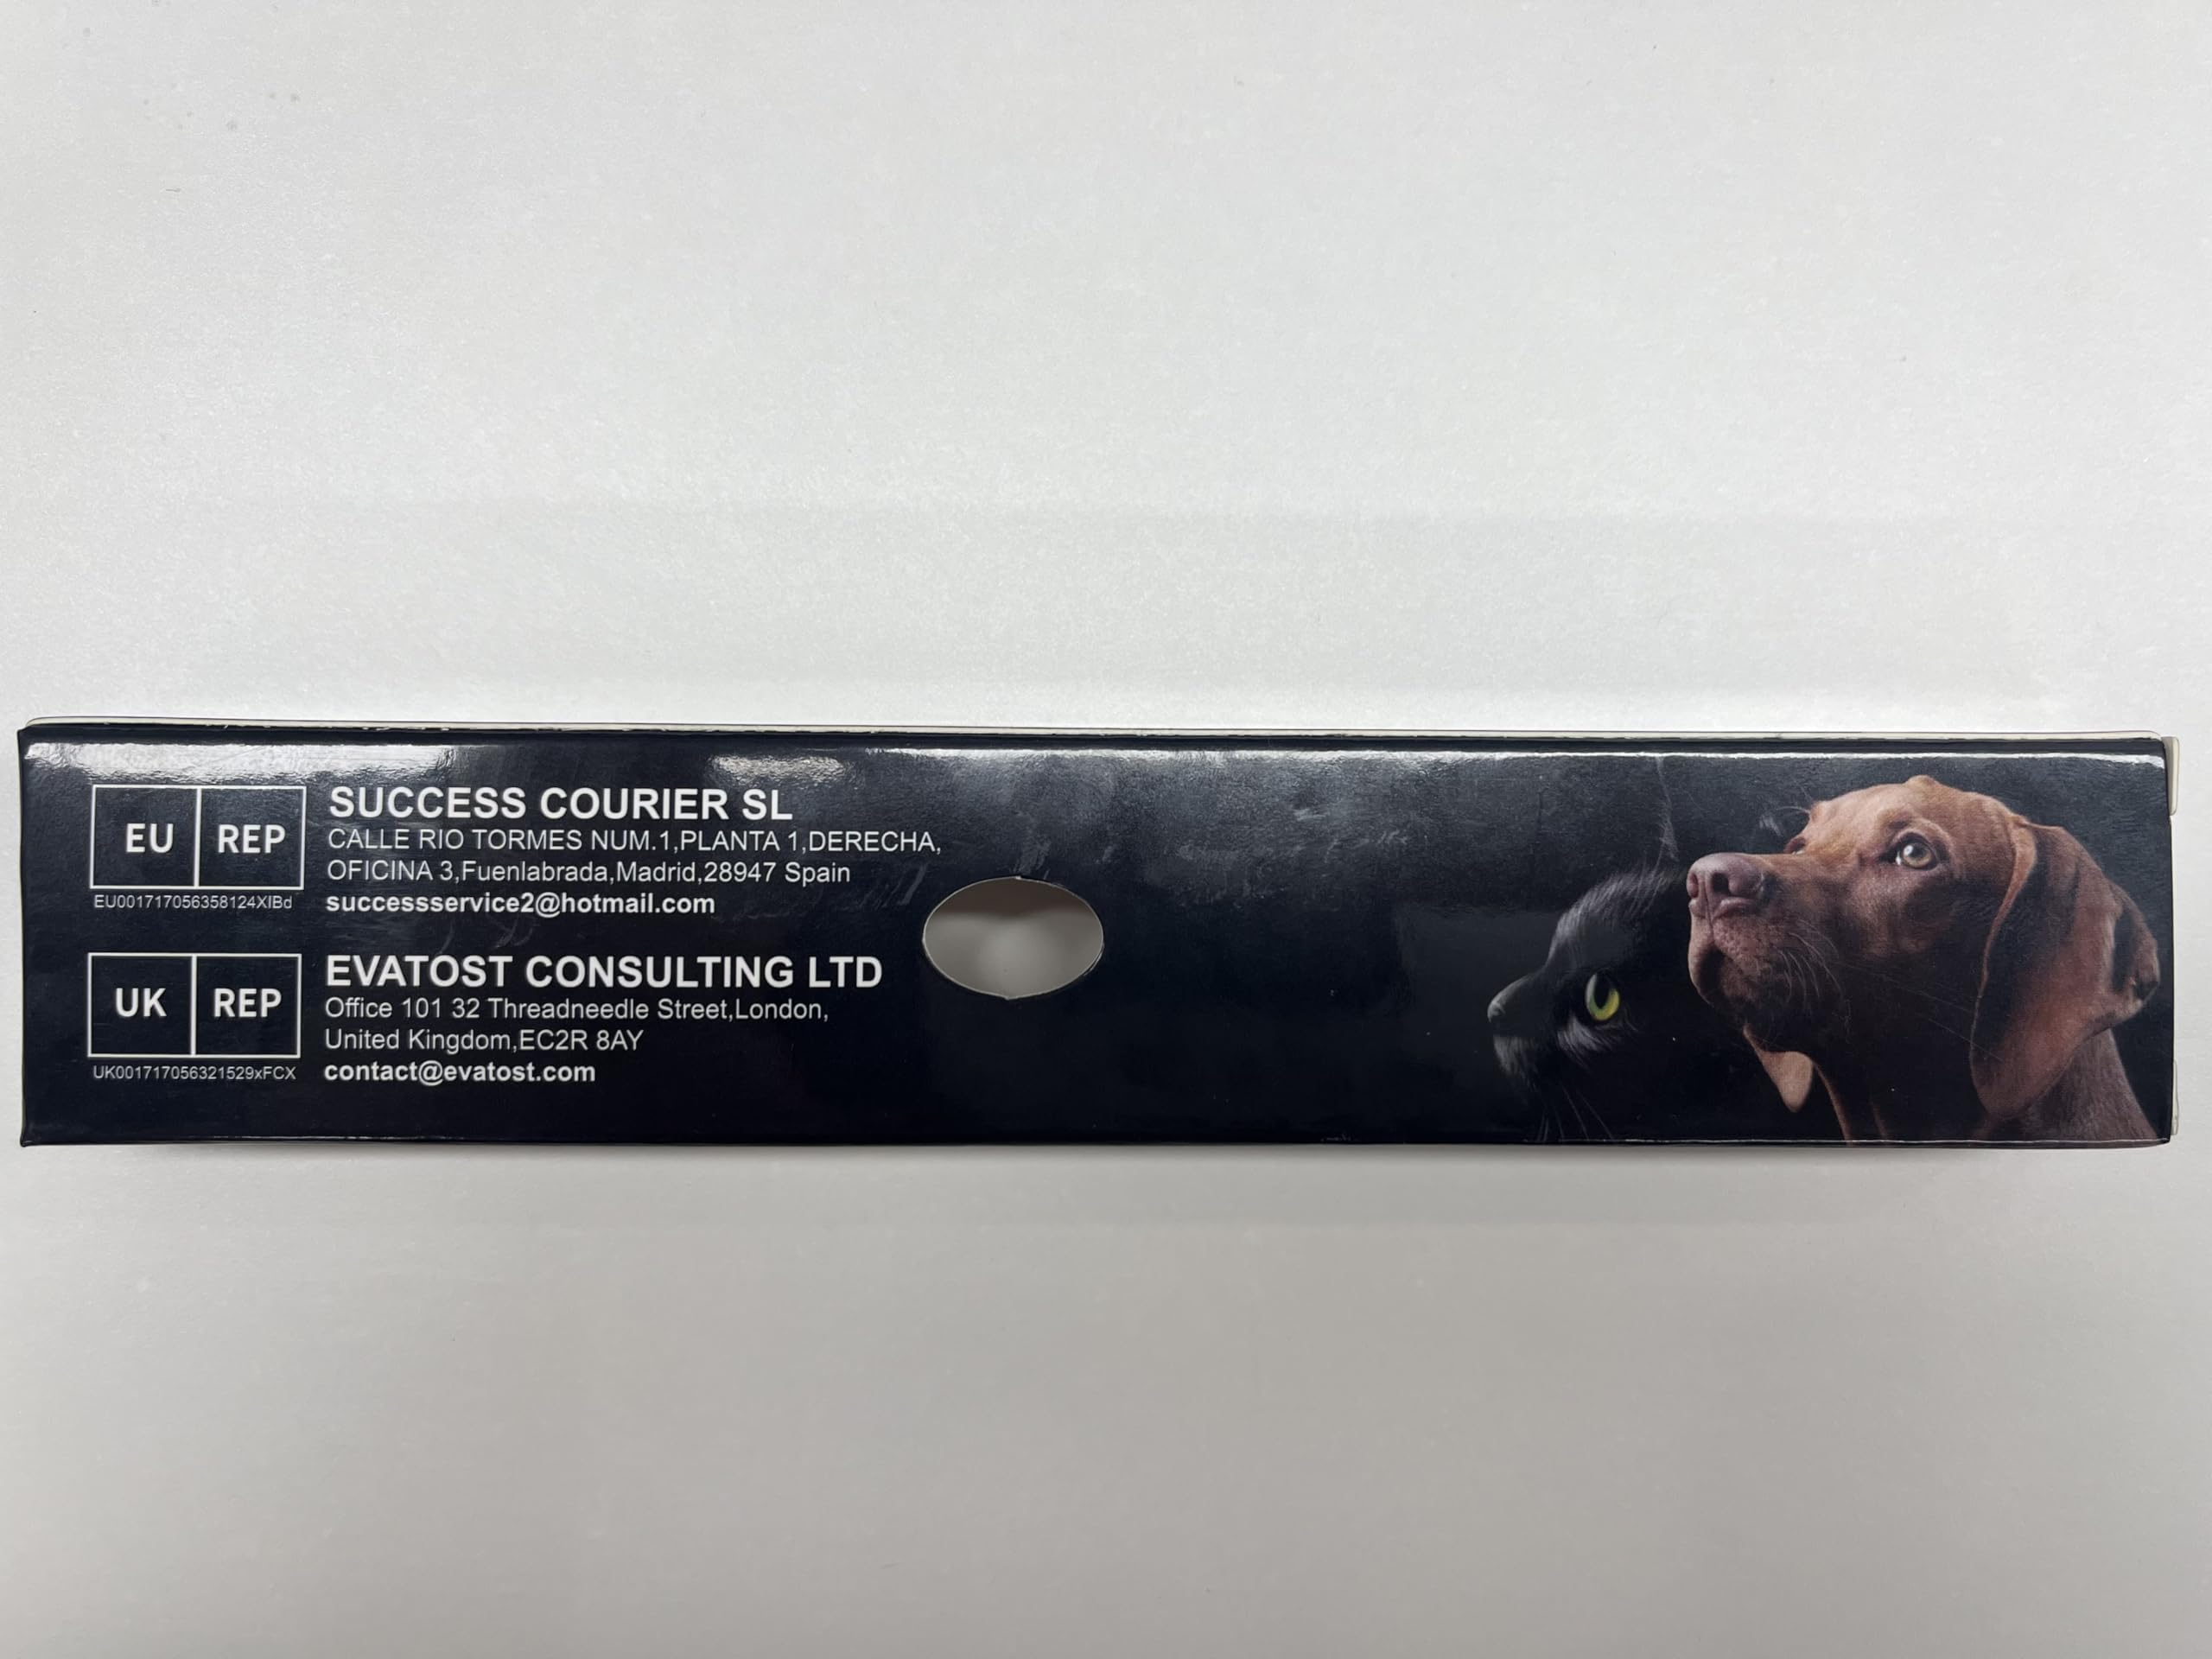 EU REP
SUCCESS COURIER SL
CALLE RIO TORMES NUM.1,PLANTA 1,DERECHA,
OFICINA 3,Fuenlabrada,Madrid,28947 Spain
EU001717056358124XIBd
successservice2@hotmail.com
UK REP
EVATOST CONSULTING LTD
Office 101 32 Threadneedle Street,London,
United Kingdom,EC2R 8AY
UK001717056321529xFCX
contact@evatost.com